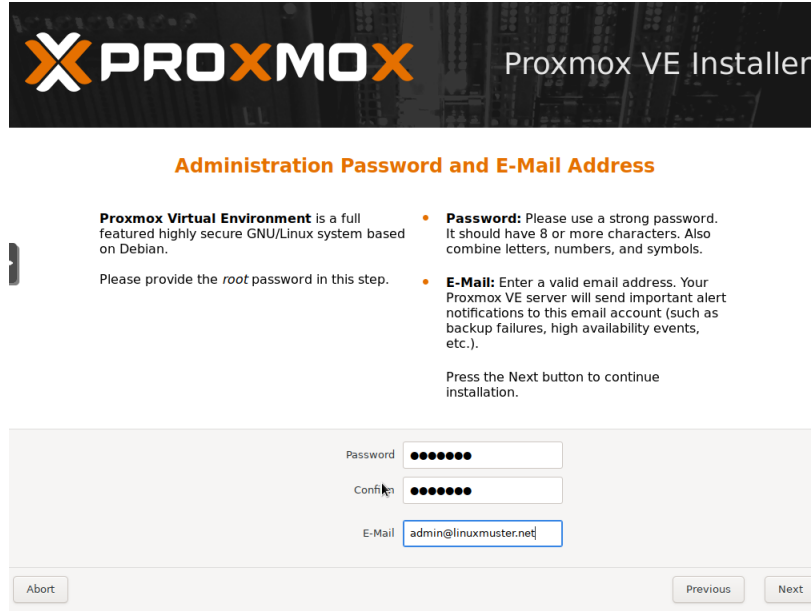 PROXMOX
Proxmox VE Installer
Administration Password and E-Mail Address
Proxmox Virtual Environment is a full
featured highly secure GNU/Linux system based
on Debian.
Please provide the root password in this step.
• Password: Please use a strong password.
It should have 8 or more characters. Also
combine letters, numbers, and symbols.
• E-Mail: Enter a valid email address. Your
Proxmox VE server will send important alert
notifications to this email account (such as
backup failures, high availability events,
etc.).
Press the Next button to continue
installation.
Password ●●●●●●●
Confirm ●●●●●●●
E-Mail admin@linuxmuster.net
Abort
Previous
Next